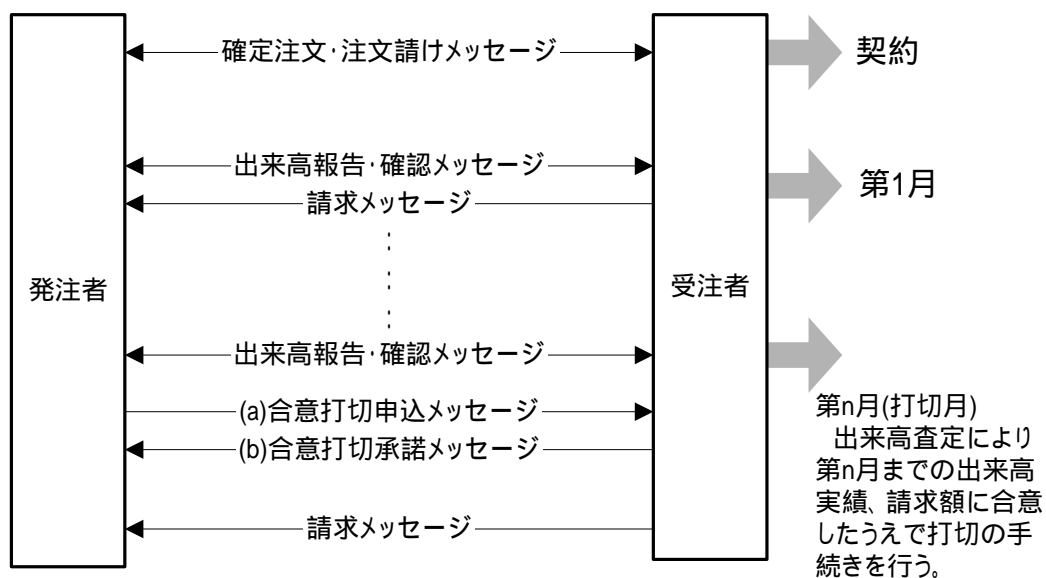 確定注文・注文請けメッセージ
契約
出来高報告・確認メッセージ
第1月
請求メッセージ
発注者
受注者
出来高報告・確認メッセージ
(a)合意打切申込メッセージ
(b)合意打切承諾メッセージ
請求メッセージ
第n月(打切月)
出来高査定により
第n月までの出来高
実績、請求額に合意
したうえで打切の手
続きを行う。